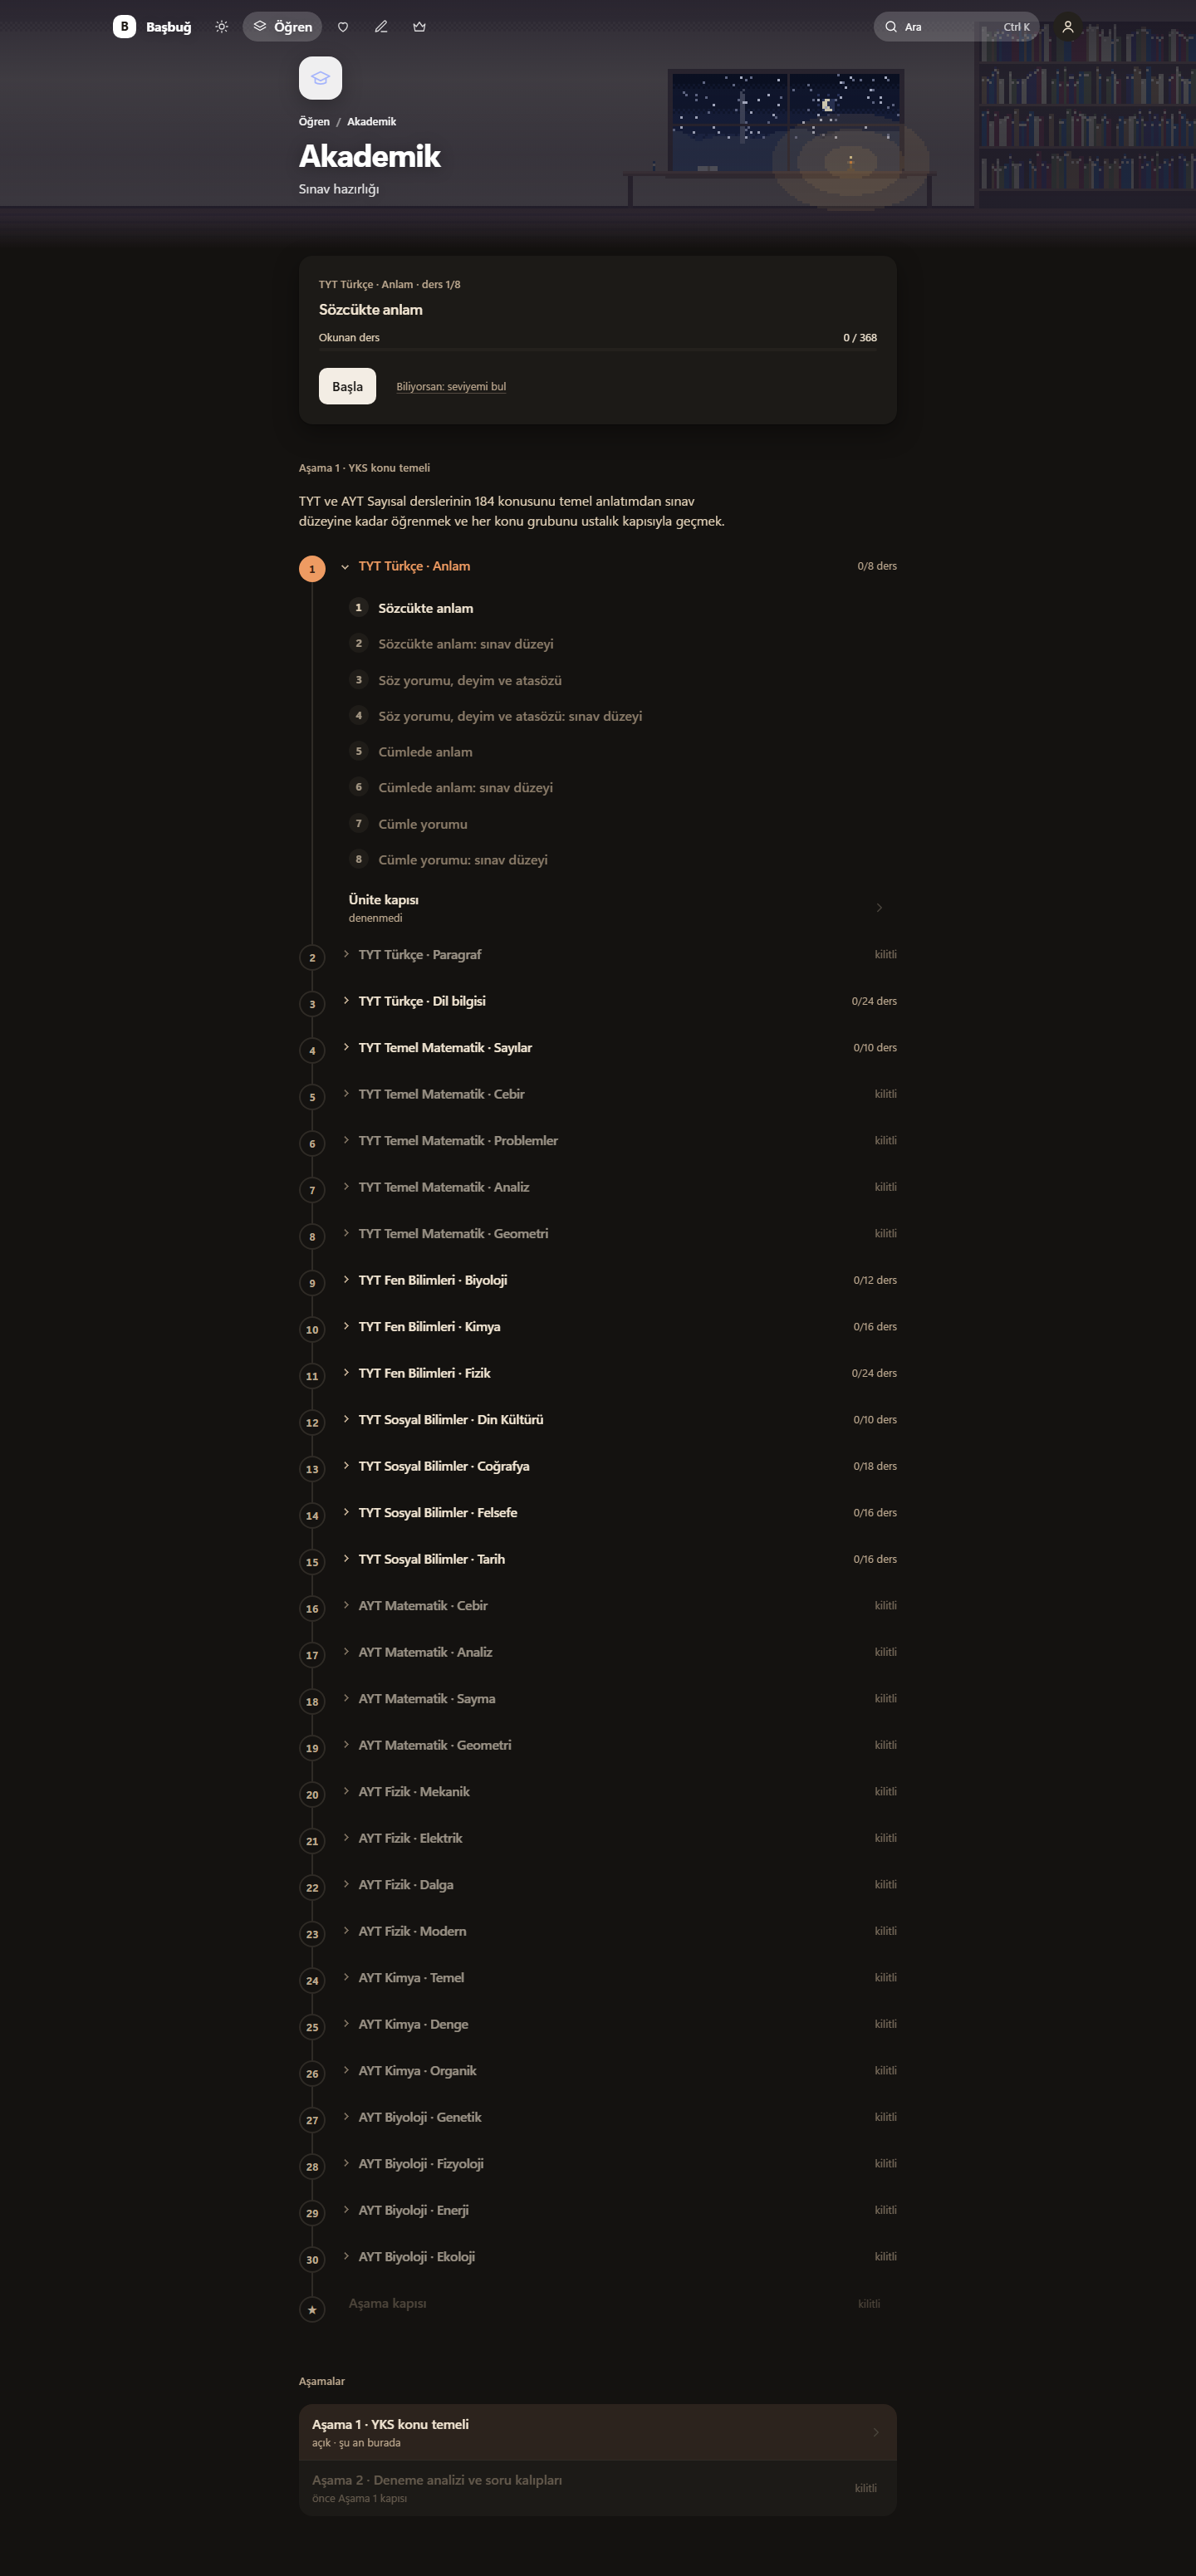 B Başbuğ Öğren Ara Ctrl K
Öğren / Akademik
Akademik
Sınav hazırlığı
TYT Türkçe · Anlam · ders 1/8
Sözcükte anlam
Okunan ders 0 / 368
Başla Biliyorsan: seviyemi bul
Aşama 1 · YKS konu temeli
TYT ve AYT Sayısal derslerinin 184 konusunu temel anlatımdan sınav
düzeyine kadar öğrenmek ve her konu grubunu ustalık kapısıyla geçmek.
1 TYT Türkçe · Anlam 0/8 ders
1 Sözcükte anlam
2 Sözcükte anlam: sınav düzeyi
3 Söz yorumu, deyim ve atasözü
4 Söz yorumu, deyim ve atasözü: sınav düzeyi
5 Cümlede anlam
6 Cümlede anlam: sınav düzeyi
7 Cümle yorumu
8 Cümle yorumu: sınav düzeyi
Ünite kapısı
denenmedi
2 TYT Türkçe · Paragraf kilitli
3 TYT Türkçe · Dil bilgisi 0/24 ders
4 TYT Temel Matematik · Sayılar 0/10 ders
5 TYT Temel Matematik · Cebir kilitli
6 TYT Temel Matematik · Problemler kilitli
7 TYT Temel Matematik · Analiz kilitli
8 TYT Temel Matematik · Geometri kilitli
9 TYT Fen Bilimleri · Biyoloji 0/12 ders
10 TYT Fen Bilimleri · Kimya 0/16 ders
11 TYT Fen Bilimleri · Fizik 0/24 ders
12 TYT Sosyal Bilimler · Din Kültürü 0/10 ders
13 TYT Sosyal Bilimler · Coğrafya 0/18 ders
14 TYT Sosyal Bilimler · Felsefe 0/16 ders
15 TYT Sosyal Bilimler · Tarih 0/16 ders
16 AYT Matematik · Cebir kilitli
17 AYT Matematik · Analiz kilitli
18 AYT Matematik · Sayma kilitli
19 AYT Matematik · Geometri kilitli
20 AYT Fizik · Mekanik kilitli
21 AYT Fizik · Elektrik kilitli
22 AYT Fizik · Dalga kilitli
23 AYT Fizik · Modern kilitli
24 AYT Kimya · Temel kilitli
25 AYT Kimya · Denge kilitli
26 AYT Kimya · Organik kilitli
27 AYT Biyoloji · Genetik kilitli
28 AYT Biyoloji · Fizyoloji kilitli
29 AYT Biyoloji · Enerji kilitli
30 AYT Biyoloji · Ekoloji kilitli
★ Aşama kapısı kilitli
Aşamalar
Aşama 1 · YKS konu temeli
açık · şu an burada
Aşama 2 · Deneme analizi ve soru kalıpları kilitli
önce Aşama 1 kapısı